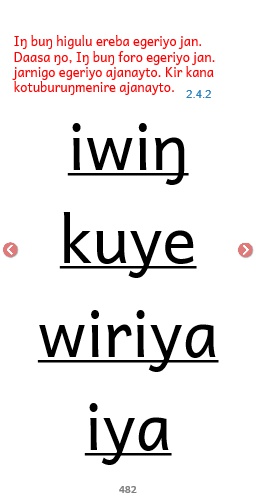 Iŋ buŋ higulu ereba egeriyo jan.
Daasa ŋo, Iŋ buŋ foro egeriyo jan.
jarnigo egeriyo ajanayto. Kir kana
kotuburuŋmenire ajanayto.
2.4.2
iwiŋ
kuye
wiriya
iya
482